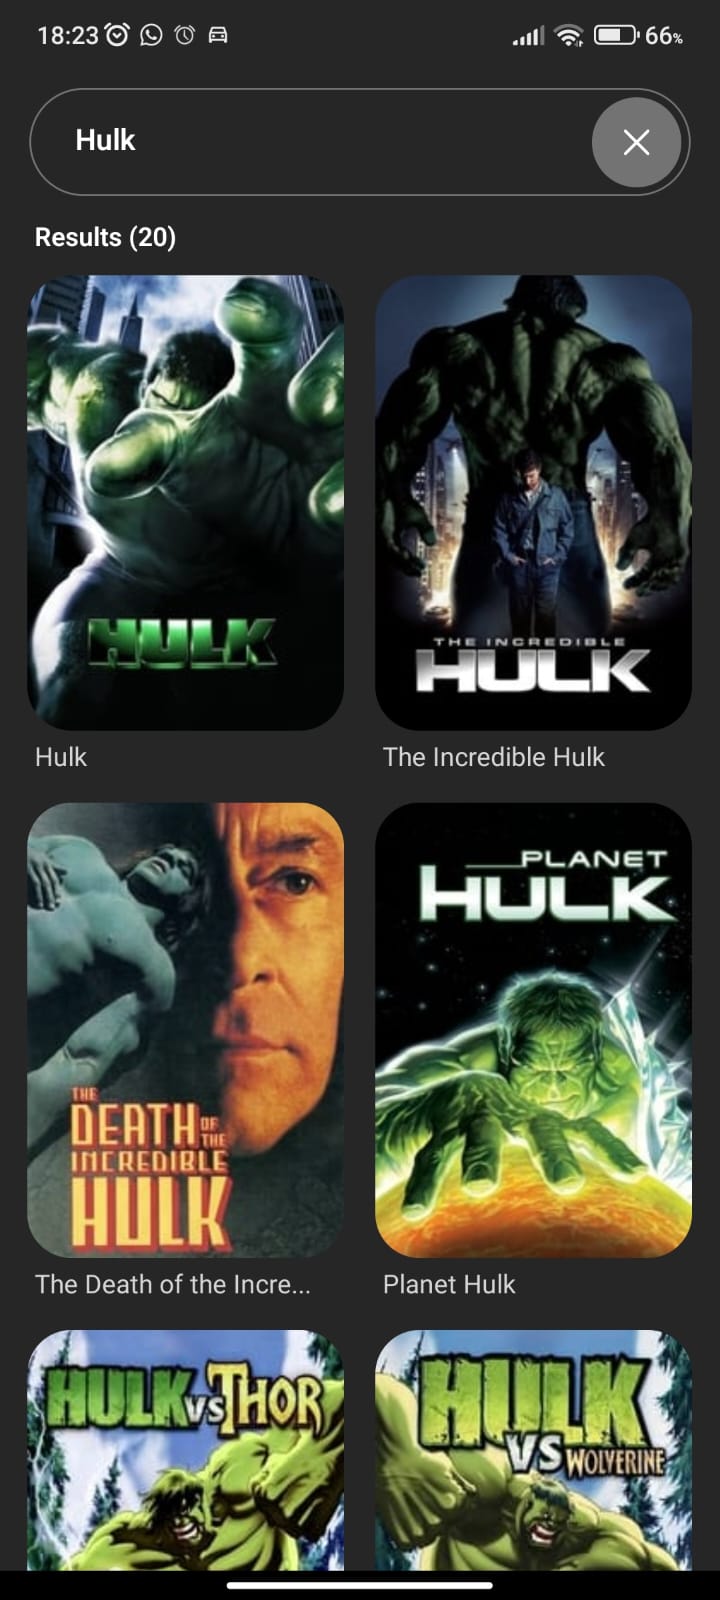 18:23 66%
Hulk
Results (20)
HULK
THE INCREDIBLE
HULK
Hulk
The Incredible Hulk
THE
DEATH OF THE
INCREDIBLE
HULK
PLANET
HULK
The Death of the Incre...
Planet Hulk
HULK VS THOR
HULK
VS WOLVERINE